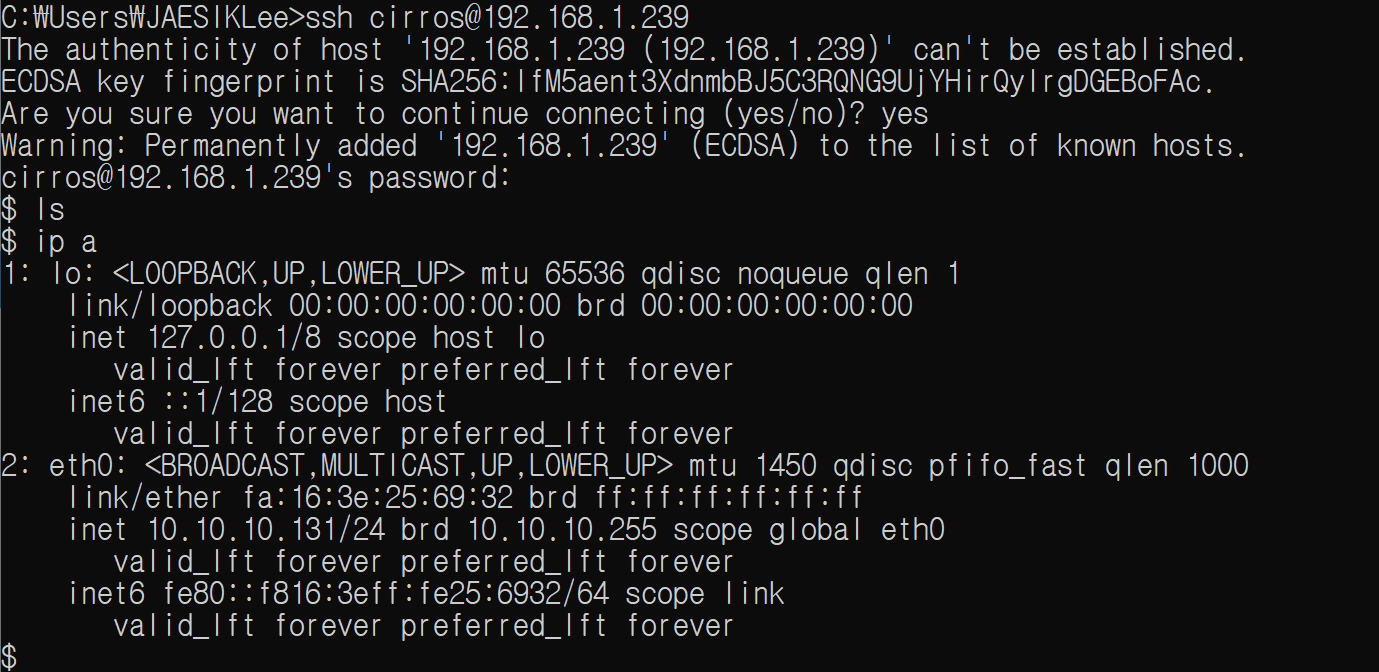 C:₩Users₩JAESIKLee>ssh cirros@192.168.1.239
The authenticity of host '192.168.1.239 (192.168.1.239)' can't be established.
ECDSA key fingerprint is SHA256:lfM5aent3XdnmbBJ5C3RQNG9UjYHirQylrgDGEBoFAc.
Are you sure you want to continue connecting (yes/no)? yes
Warning: Permanently added '192.168.1.239' (ECDSA) to the list of known hosts.
cirros@192.168.1.239's password:
$ ls
$ ip a
1: lo: <LOOPBACK,UP,LOWER_UP> mtu 65536 qdisc noqueue qlen 1
    link/loopback 00:00:00:00:00:00 brd 00:00:00:00:00:00
    inet 127.0.0.1/8 scope host lo
       valid_lft forever preferred_lft forever
    inet6 ::1/128 scope host
       valid_lft forever preferred_lft forever
2: eth0: <BROADCAST,MULTICAST,UP,LOWER_UP> mtu 1450 qdisc pfifo_fast qlen 1000
    link/ether fa:16:3e:25:69:32 brd ff:ff:ff:ff:ff:ff
    inet 10.10.10.131/24 brd 10.10.10.255 scope global eth0
       valid_lft forever preferred_lft forever
    inet6 fe80::f816:3eff:fe25:6932/64 scope link
       valid_lft forever preferred_lft forever
$